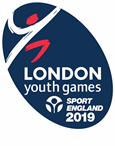 LONDON
youth games
SPORT
ENGLAND
2019